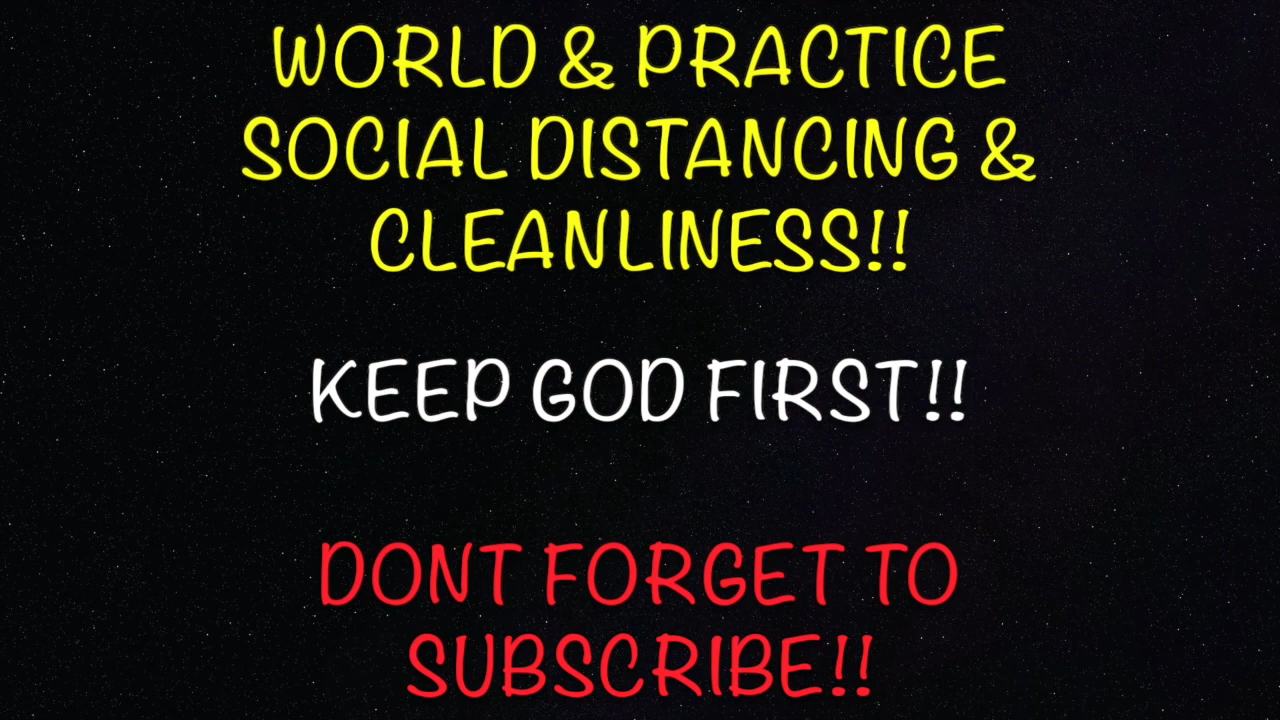 WORLD & PRACTICE
SOCIAL DISTANCING &
CLEANLINESS!!
KEEP GOD FIRST!!
DONT FORGET TO
SUBSCRIBE!!